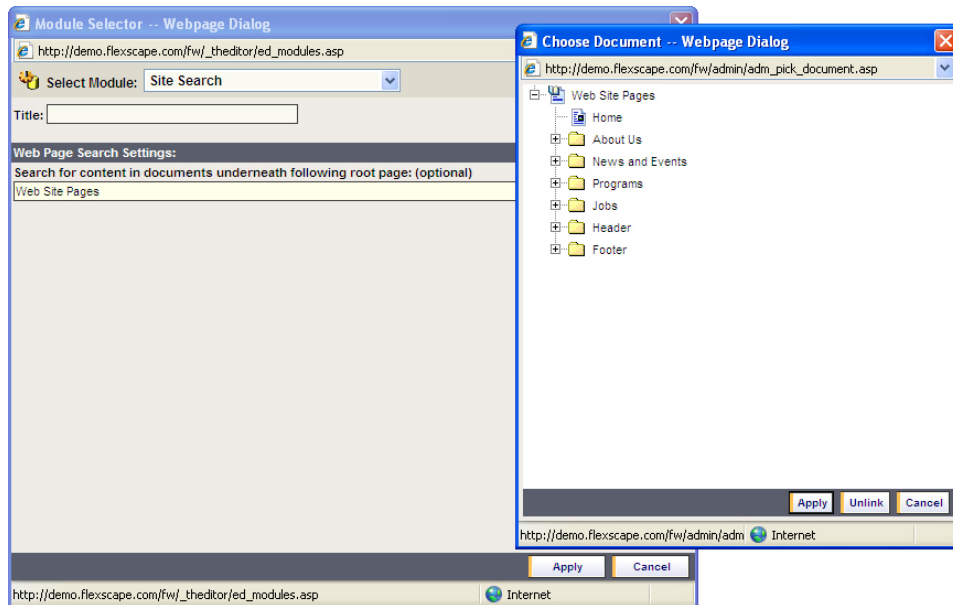 Module Selector -- Webpage Dialog
http://demo.flexscape.com/fw/_theditor/ed_modules.asp
Select Module: Site Search
Title:
Web Page Search Settings:
Search for content in documents underneath following root page: (optional)
Web Site Pages
Apply Cancel
http://demo.flexscape.com/fw/_theditor/ed_modules.asp Internet
Choose Document -- Webpage Dialog
http://demo.flexscape.com/fw/admin/adm_pick_document.asp
Web Site Pages
Home
About Us
News and Events
Programs
Jobs
Header
Footer
Apply Unlink Cancel
http://demo.flexscape.com/fw/admin/adm Internet